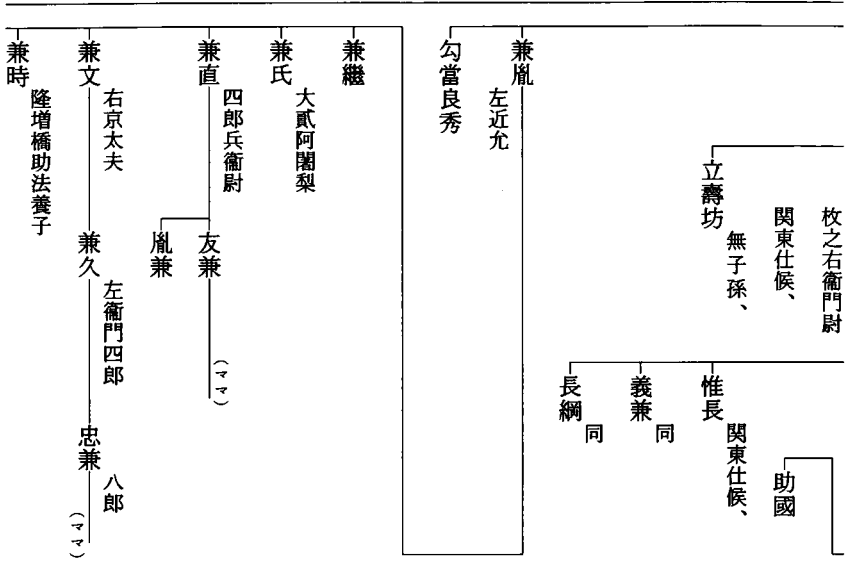 枚之右衞門尉
関東仕候、
立壽坊
無子孫、
助國
惟長
関東仕候、
義兼
同
長綱
同
兼胤
左近允
勾當良秀
兼繼
兼氏
大貳阿闍梨
兼直
四郎兵衞尉
友兼
（ママ）
胤兼
兼文
右京太夫
兼久
左衞門四郎
忠兼
八郎
（ママ）
兼時
隆増橋助法養子